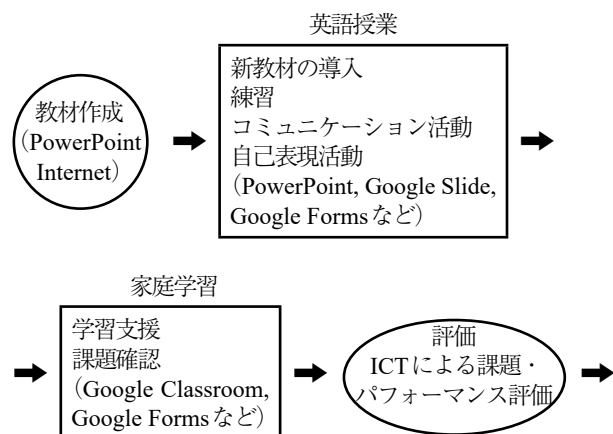 英語授業
教材作成
(PowerPoint
Internet)
新教材の導入
練習
コミュニケーション活動
自己表現活動
(PowerPoint, Google Slide,
Google Formsなど)
家庭学習
学習支援
課題確認
(Google Classroom,
Google Formsなど)
評価
ICTによる課題・
パフォーマンス評価